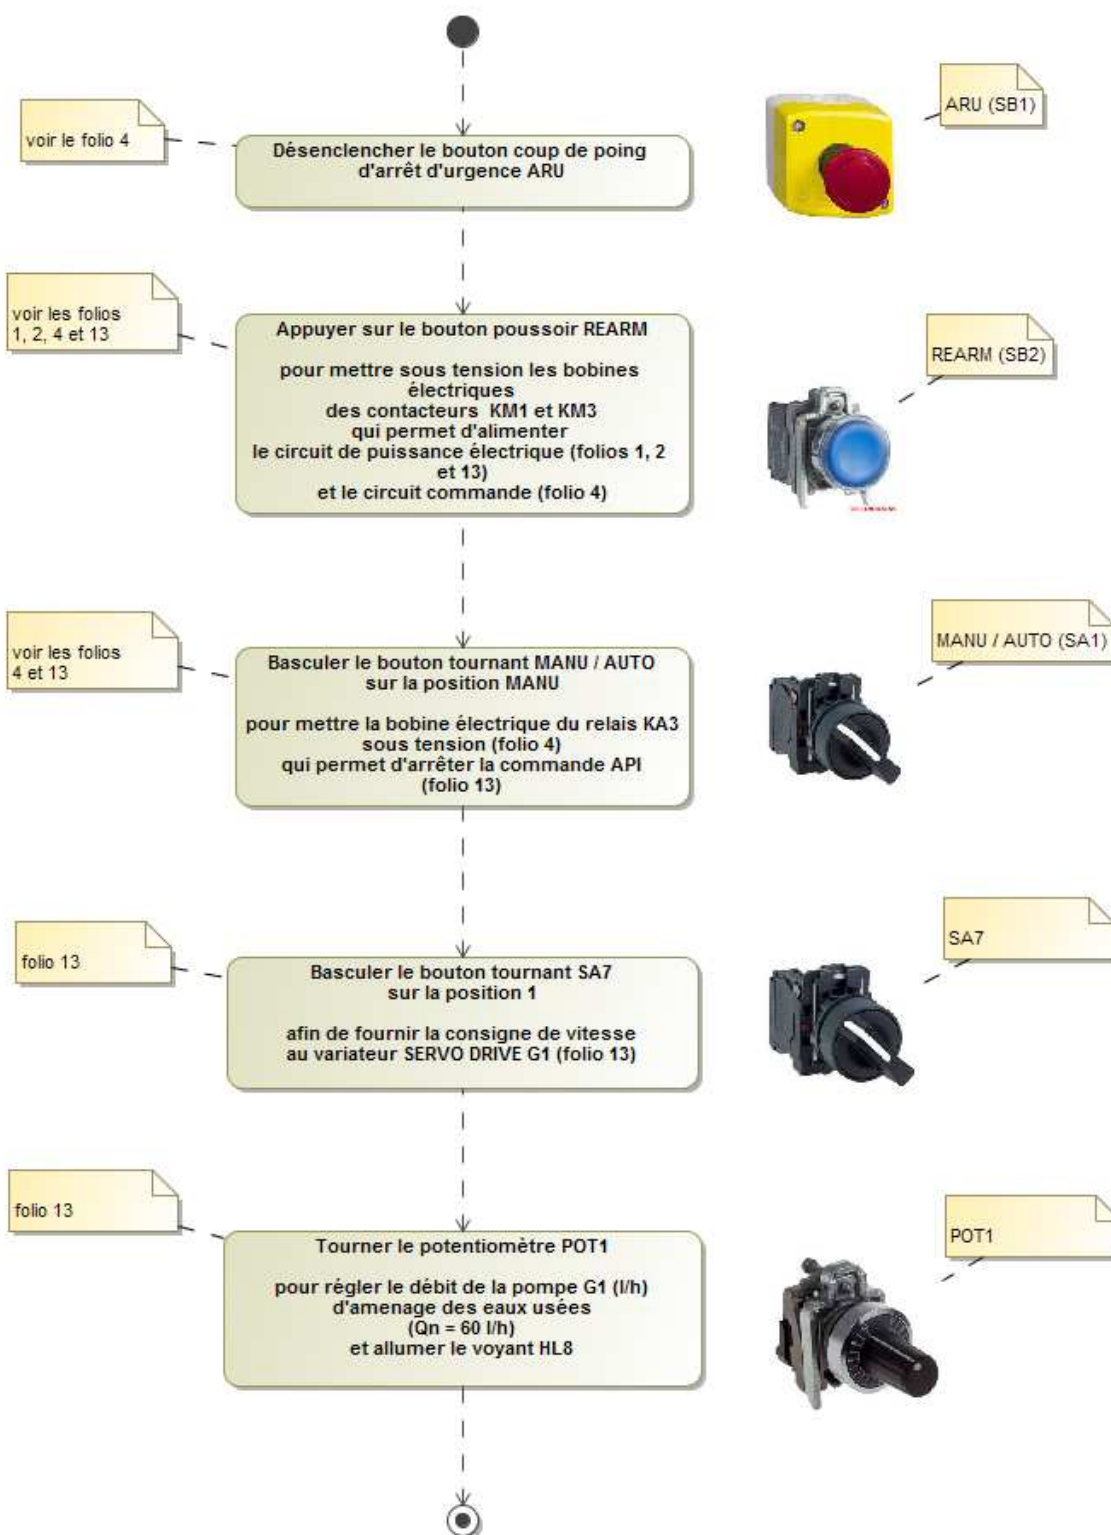 ARU (SB1)
voir le folio 4
Désenclencher le bouton coup de poing
d'arrêt d'urgence ARU
voir les folios
1, 2, 4 et 13
Appuyer sur le bouton poussoir REARM
pour mettre sous tension les bobines
électriques
des contacteurs KM1 et KM3
qui permet d'alimenter
le circuit de puissance électrique (folios 1, 2
et 13)
et le circuit commande (folio 4)
REARM (SB2)
voir les folios
4 et 13
Basculer le bouton tournant MANU / AUTO
sur la position MANU
pour mettre la bobine électrique du relais KA3
sous tension (folio 4)
qui permet d'arrêter la commande API
(folio 13)
MANU / AUTO (SA1)
folio 13
Basculer le bouton tournant SA7
sur la position 1
afin de fournir la consigne de vitesse
au variateur SERVO DRIVE G1 (folio 13)
SA7
folio 13
Tourner le potentiomètre POT1
pour régler le débit de la pompe G1 (l/h)
d'amenage des eaux usées
(Qn = 60 l/h)
et allumer le voyant HL8
POT1